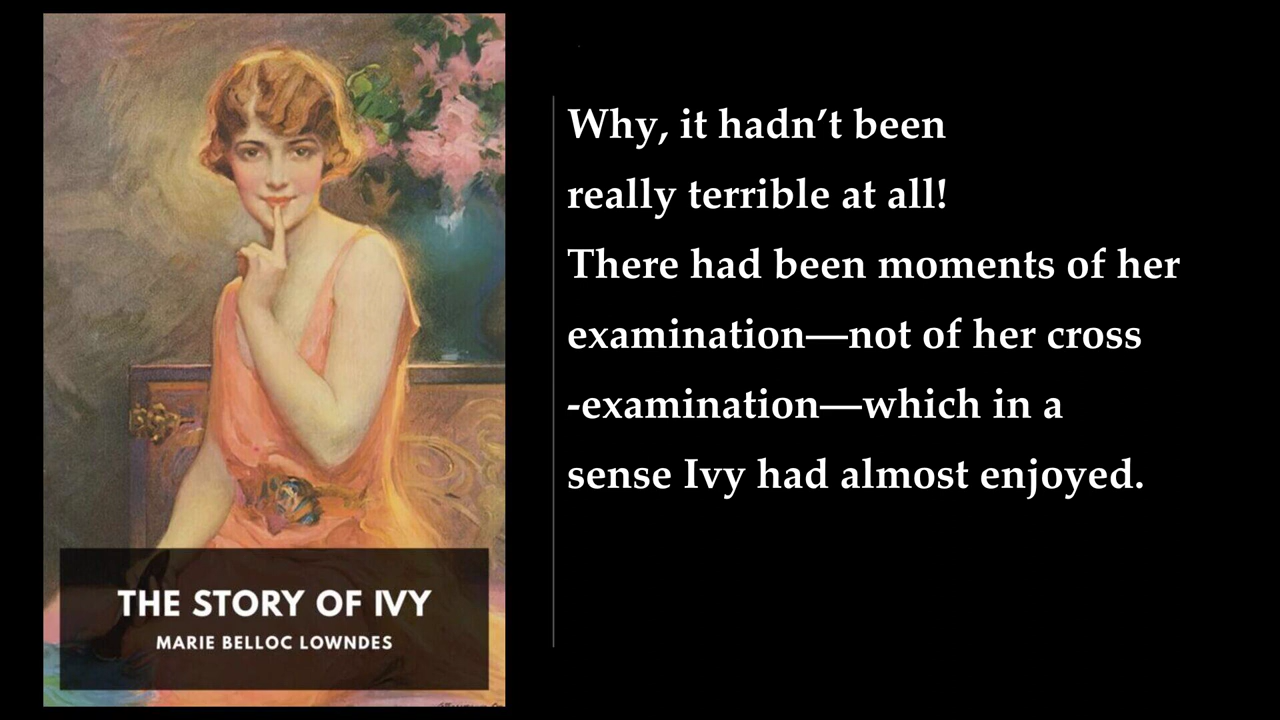 THE STORY OF IVY
MARIE BELLOC LOWNDES
Why, it hadn’t been
really terrible at all!
There had been moments of her
examination—not of her cross
-examination—which in a
sense Ivy had almost enjoyed.